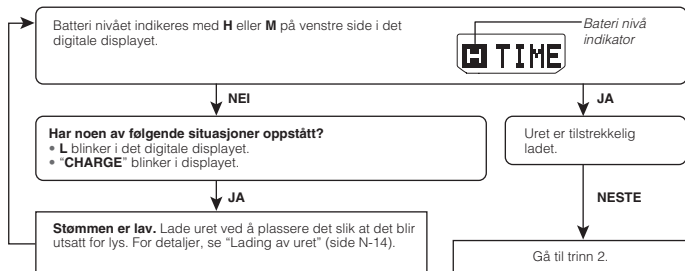 Batteri nivået indikeres med H eller M på venstre side i det
digitale displayet.
Bateri nivå
indikator
H TIME
NEI
JA
Har noen av følgende situasjoner oppstått?
• L blinker i det digitale displayet.
• “CHARGE” blinker i displayet.
Uret er tilstrekkelig
ladet.
JA
NESTE
Stømmen er lav. Lade uret ved å plassere det slik at det blir
utsatt for lys. For detaljer, se “Lading av uret” (side N-14).
Gå til trinn 2.